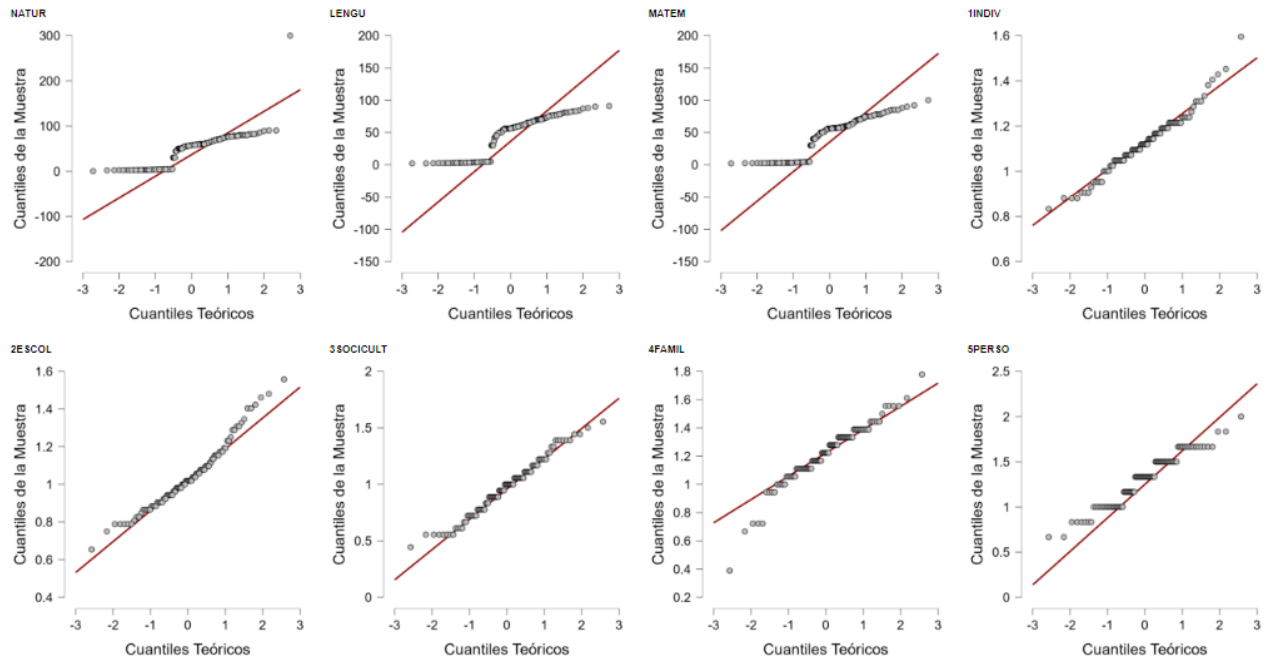 NATUR
LENGU
MATEM
1INDIV
Cuantiles de la Muestra
300
200
100
0
-100
-200
-3 -2 -1 0 1 2 3
Cuantiles Teóricos
Cuantiles de la Muestra
200
150
100
50
0
-50
-100
-150
-3 -2 -1 0 1 2 3
Cuantiles Teóricos
Cuantiles de la Muestra
200
150
100
50
0
-50
-100
-150
-3 -2 -1 0 1 2 3
Cuantiles Teóricos
Cuantiles de la Muestra
1.6
1.4
1.2
1.0
0.8
0.6
-3 -2 -1 0 1 2 3
Cuantiles Teóricos
2ESCOL
3SOCICULT
4FAMIL
5PERSO
Cuantiles de la Muestra
1.6
1.4
1.2
1.0
0.8
0.6
0.4
-3 -2 -1 0 1 2 3
Cuantiles Teóricos
Cuantiles de la Muestra
2
1.5
1
0.5
0
-3 -2 -1 0 1 2 3
Cuantiles Teóricos
Cuantiles de la Muestra
1.8
1.6
1.4
1.2
1.0
0.8
0.6
0.4
0.2
-3 -2 -1 0 1 2 3
Cuantiles Teóricos
Cuantiles de la Muestra
2.5
2.0
1.5
1.0
0.5
0
-3 -2 -1 0 1 2 3
Cuantiles Teóricos